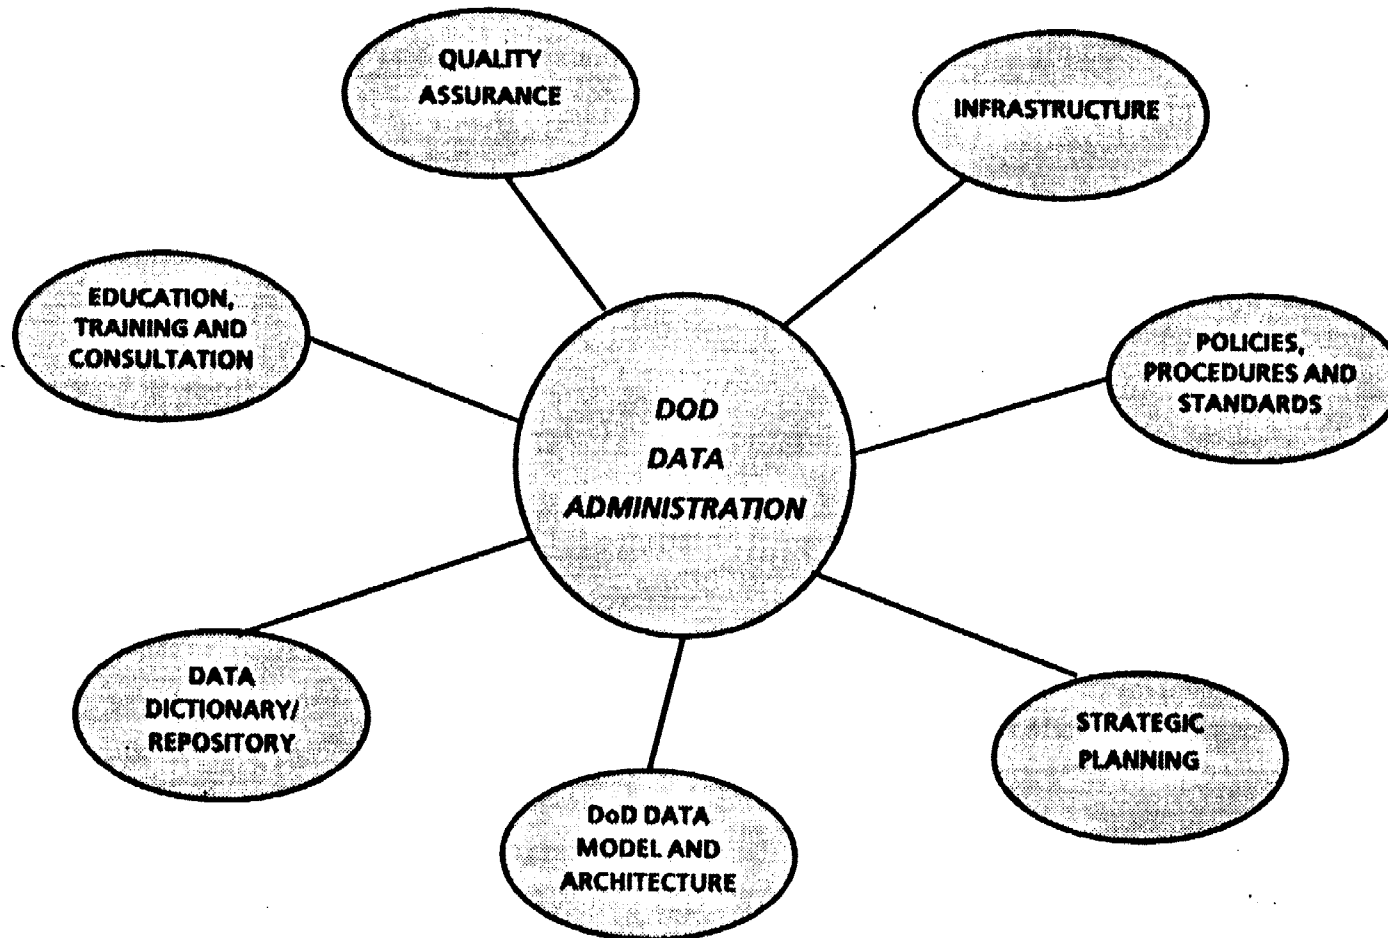 QUALITY
ASSURANCE
INFRASTRUCTURE
EDUCATION,
TRAINING AND
CONSULTATION
POLICIES,
PROCEDURES AND
STANDARDS
DOD
DATA
ADMINISTRATION
DATA
DICTIONARY/
REPOSITORY
STRATEGIC
PLANNING
DoD DATA
MODEL AND
ARCHITECTURE